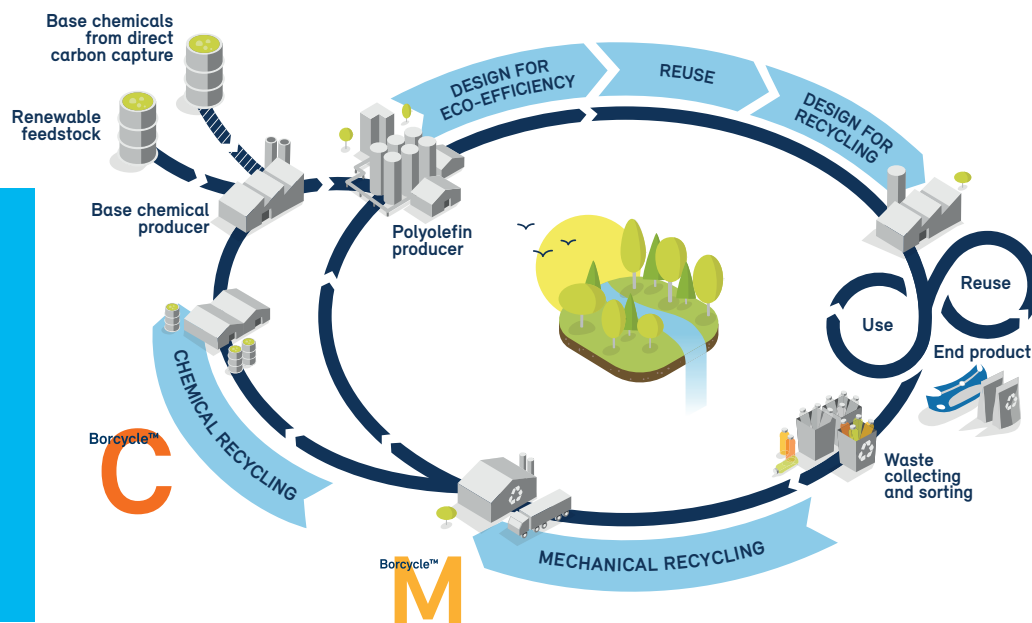 Base chemicals
from direct
carbon capture
Renewable
feedstock
Base chemical
producer
Polyolefin
producer
DESIGN FOR
ECO-EFFICIENCY
REUSE
DESIGN FOR
RECYCLING
Use
Reuse
End product
Waste
collecting
and sorting
MECHANICAL RECYCLING
Borcycle™
M
CHEMICAL RECYCLING
Borcycle™
C